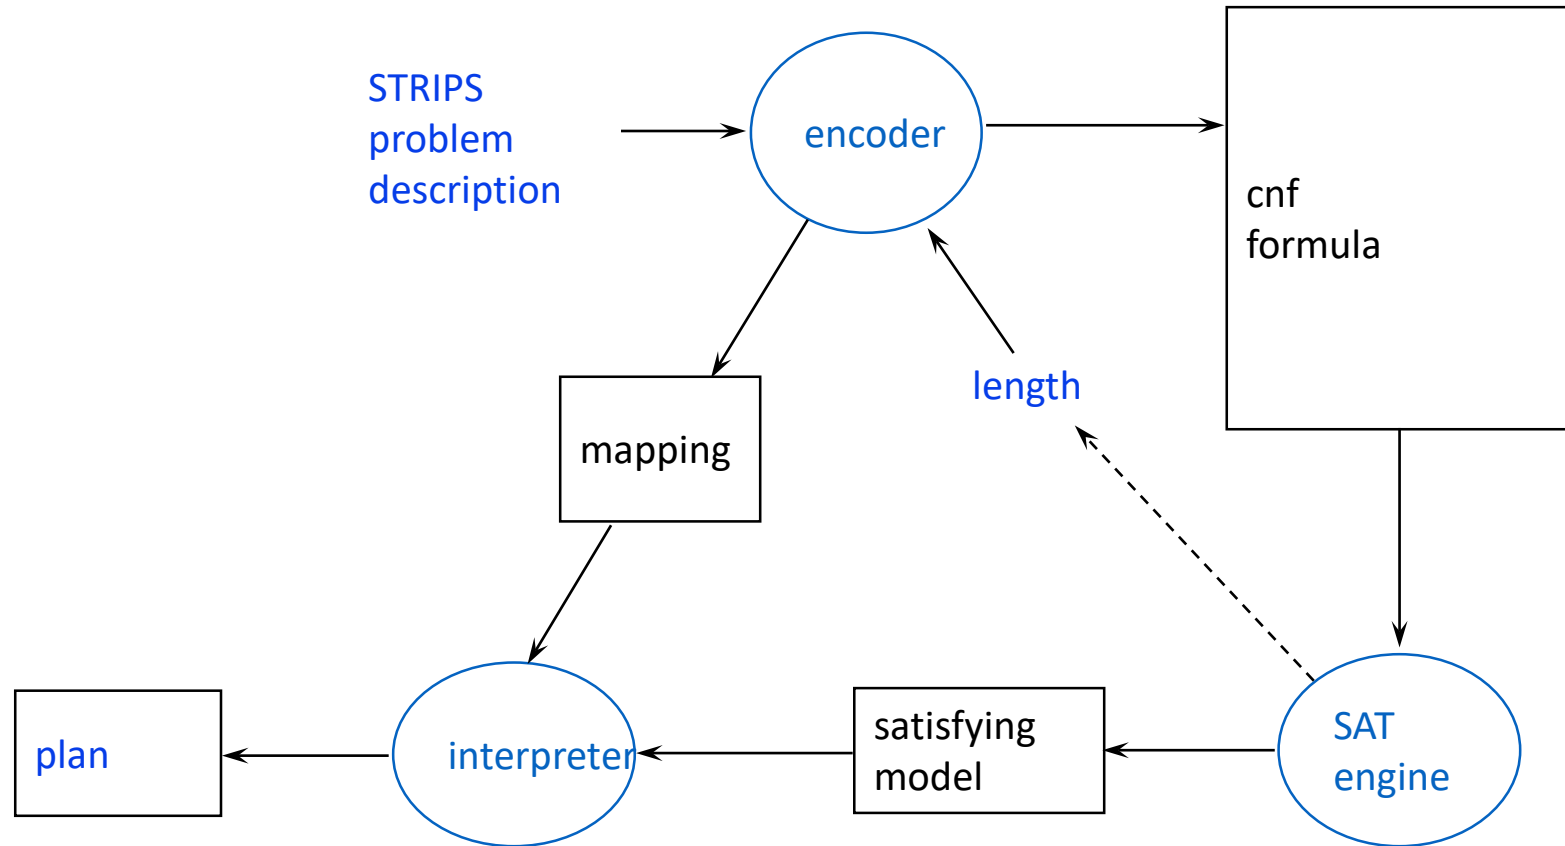 STRIPS
problem
description
encoder
cnf
formula
length
mapping
plan
interpreter
satisfying
model
SAT
engine